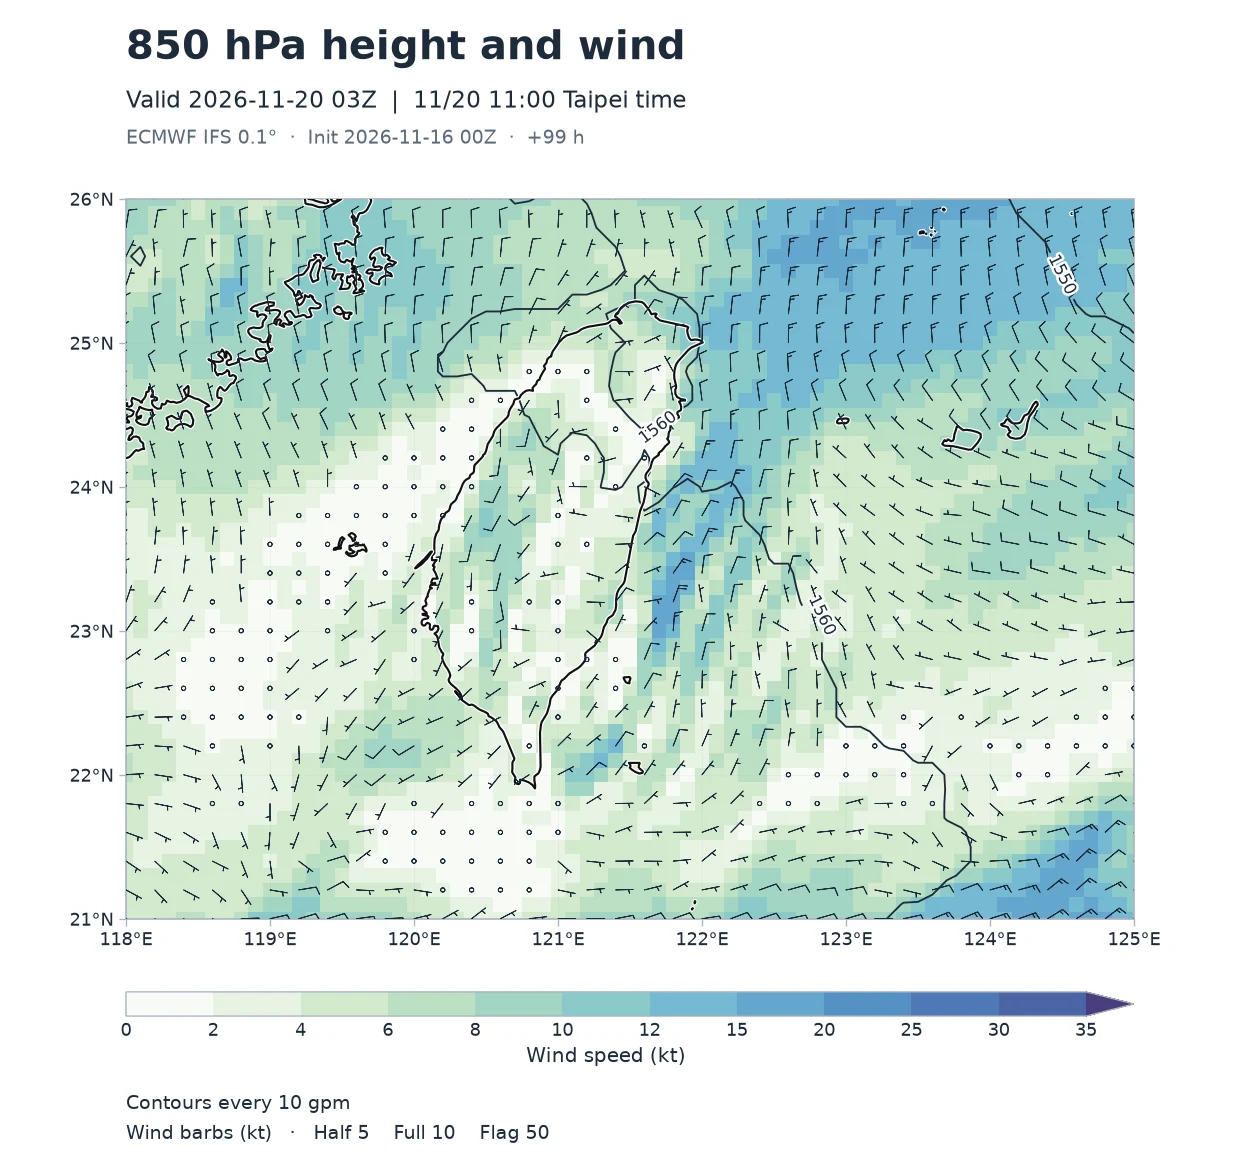 850 hPa height and wind
Valid 2026-11-20 03Z | 11/20 11:00 Taipei time
ECMWF IFS 0.1° · Init 2026-11-16 00Z · +99 h
26°N
25°N
24°N
23°N
22°N
21°N
1550
1560
1560
118°E 119°E 120°E 121°E 122°E 123°E 124°E 125°E
0 2 4 6 8 10 12 15 20 25 30 35
Wind speed (kt)
Contours every 10 gpm
Wind barbs (kt) · Half 5 Full 10 Flag 50